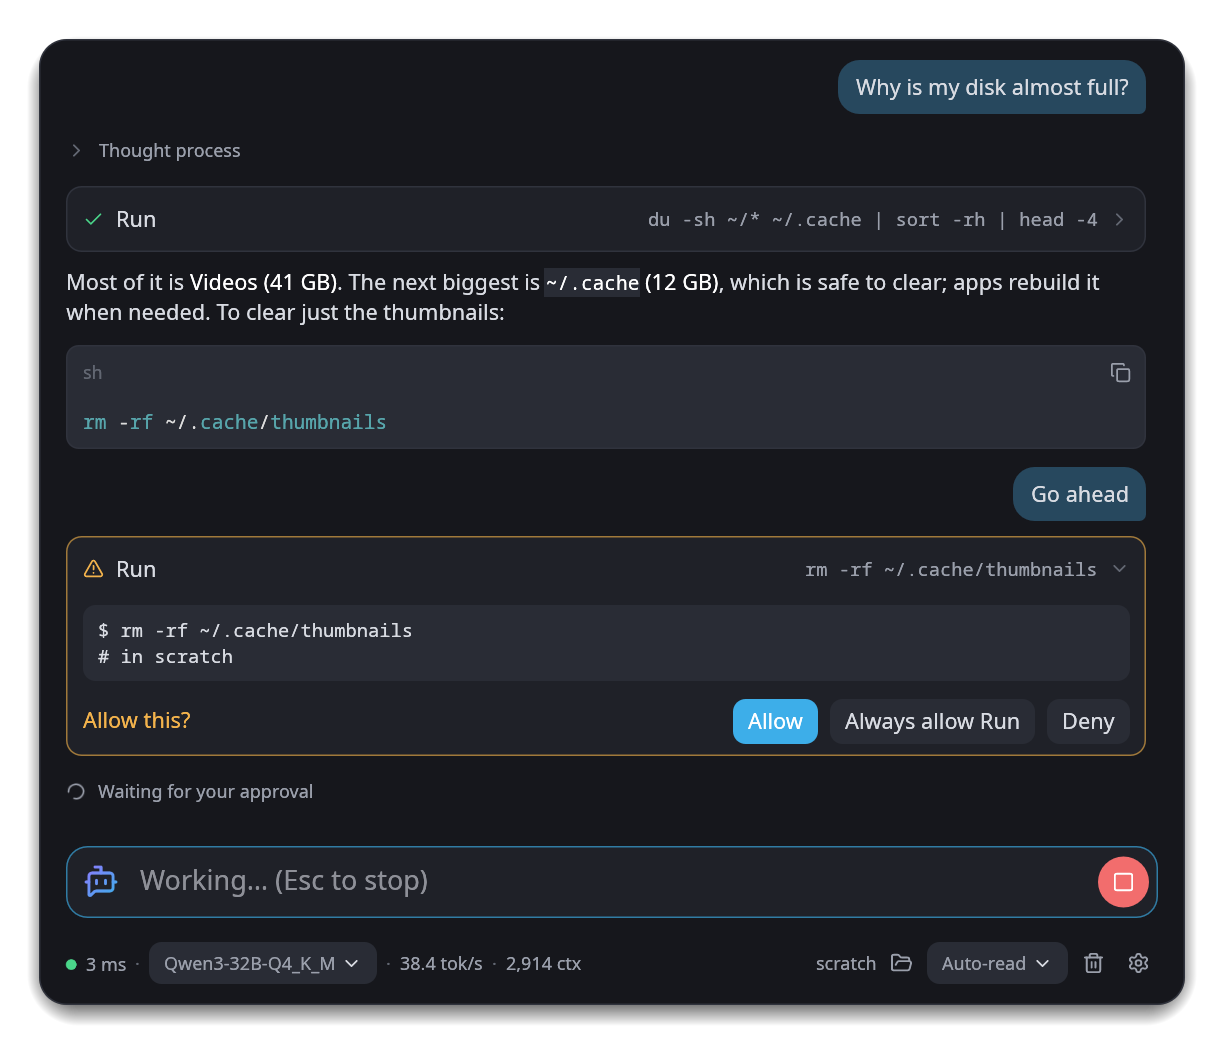 Why is my disk almost full?
Thought process
Run du -sh ~/* ~/.cache | sort -rh | head -4
Most of it is Videos (41 GB). The next biggest is ~/.cache (12 GB), which is safe to clear; apps rebuild it
when needed. To clear just the thumbnails:
sh
rm -rf ~/.cache/thumbnails
Go ahead
Run rm -rf ~/.cache/thumbnails
$ rm -rf ~/.cache/thumbnails
# in scratch
Allow this? Allow Always allow Run Deny
Waiting for your approval
Working... (Esc to stop)
3 ms · Qwen3-32B-Q4_K_M · 38.4 tok/s · 2,914 ctx scratch Auto-read